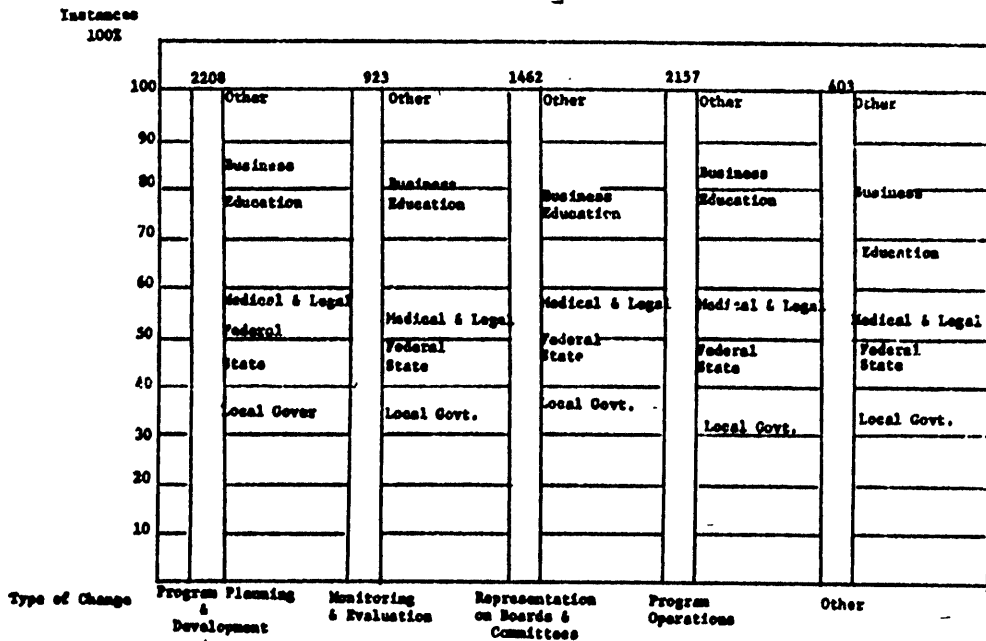 Instances
100%
2208 923 1462 2157 403
100 Other Other Other Other Other
90
Business Business
80 Business Business Business
Education Education Education Education
70
Education
60
Medical & Legal Medical & Legal Medical & Legal
Medical & Legal Medical & Legal
50 Federal Federal Federal Federal Federal
State State State State State
40
Local Gover Local Govt. Local Govt. Local Govt. Local Govt.
30
20
10
Type of Change Program Planning Monitoring Representation Program Other
& & Evaluation on Boards & Operations
Development Committees